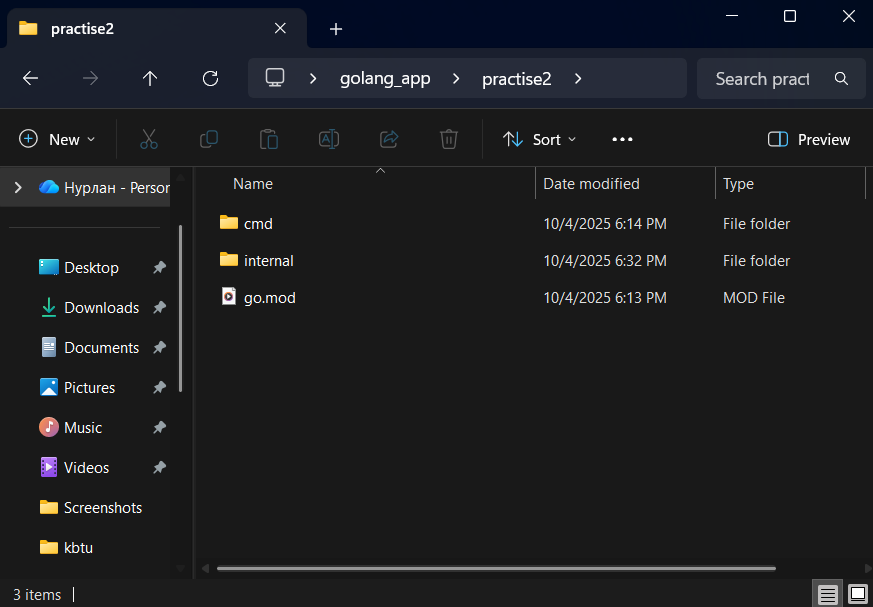 practise2
golang_app practise2 Search pract
New Sort Preview
Нурлан - Persor
Desktop
Downloads
Documents
Pictures
Music
Videos
Screenshots
kbtu
Name Date modified Type
cmd 10/4/2025 6:14 PM File folder
internal 10/4/2025 6:32 PM File folder
go.mod 10/4/2025 6:13 PM MOD File
3 items